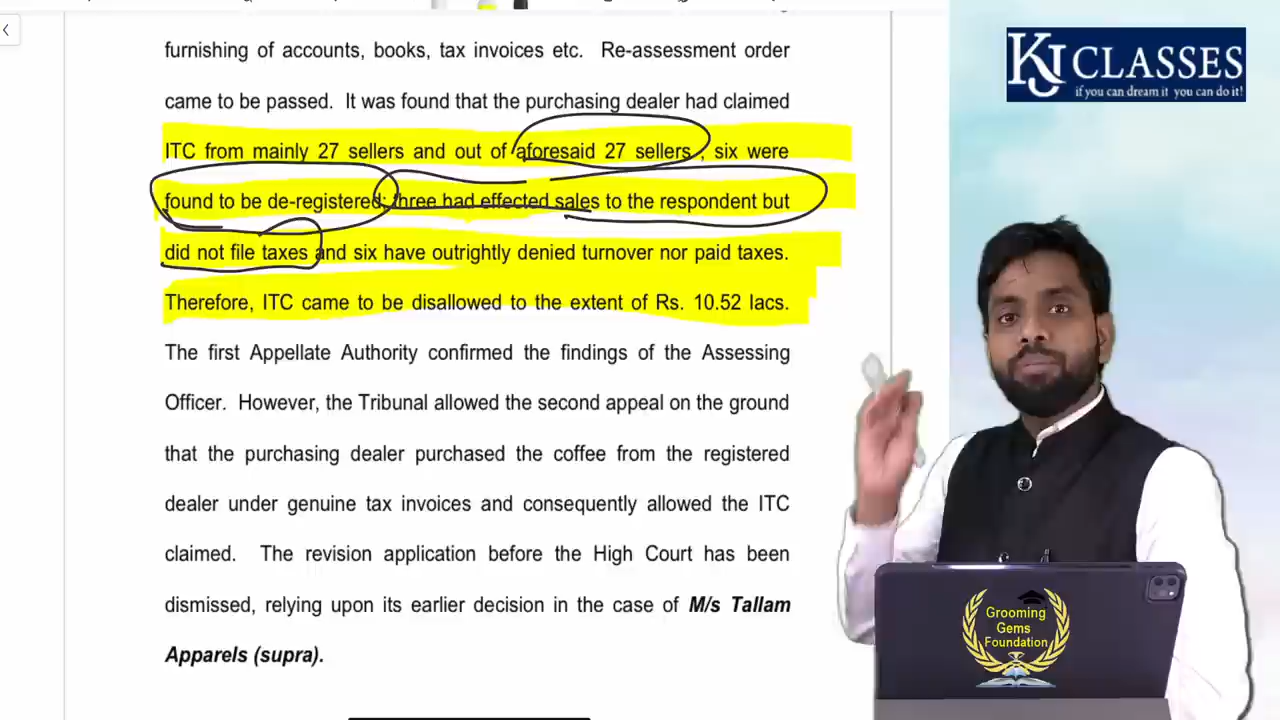 furnishing of accounts, books, tax invoices etc. Re-assessment order
came to be passed. It was found that the purchasing dealer had claimed
ITC from mainly 27 sellers and out of aforesaid 27 sellers , six were
found to be de-registered; three had effected sales to the respondent but
did not file taxes and six have outrightly denied turnover nor paid taxes.
Therefore, ITC came to be disallowed to the extent of Rs. 10.52 lacs.
The first Appellate Authority confirmed the findings of the Assessing
Officer. However, the Tribunal allowed the second appeal on the ground
that the purchasing dealer purchased the coffee from the registered
dealer under genuine tax invoices and consequently allowed the ITC
claimed. The revision application before the High Court has been
dismissed, relying upon its earlier decision in the case of M/s Tallam
Apparels (supra).
KJ CLASSES
if you can dream it you can do it!
Grooming
Gems
Foundation